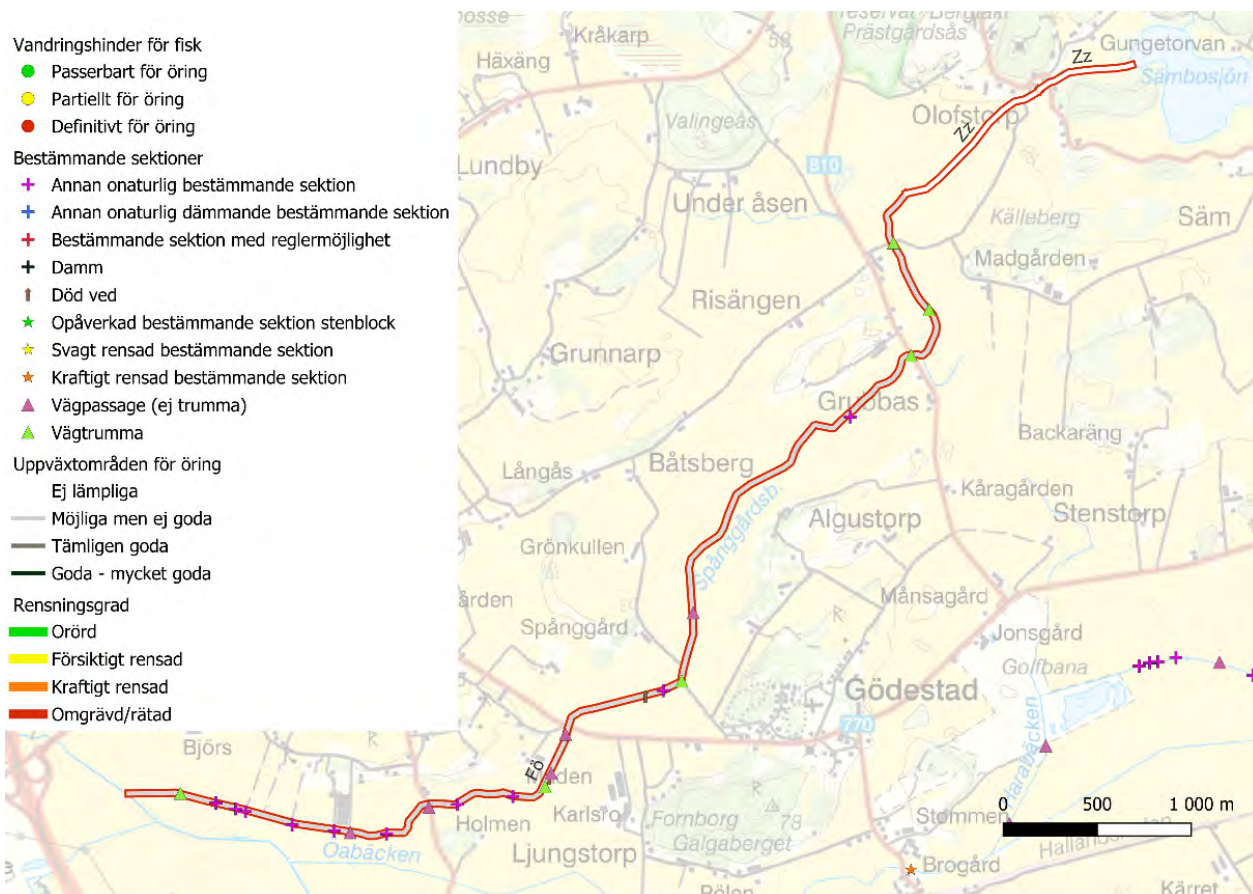 Vandringshinder för fisk
Passerbart för öring
Partiellt för öring
Definitivt för öring
Bestämmande sektioner
Annan onaturlig bestämmande sektion
Annan onaturlig dämmande bestämmande sektion
Bestämmande sektion med reglermöjlighet
Damm
Död ved
Opåverkad bestämmande sektion stenblock
Svagt rensad bestämmande sektion
Kraftigt rensad bestämmande sektion
Vägpassage (ej trumma)
Vägtrumma
Uppväxtområden för öring
Ej lämpliga
Möjliga men ej goda
Tämligen goda
Goda - mycket goda
Rensningsgrad
Orörd
Försiktigt rensad
Kraftigt rensad
Omgrävd/rätad
Kråkarp
58
Prästgårdsås
Gungetorvan
Häxäng
Zz
Sämbosjön
Valingeås
Olofstorp
Zz
Lundby
810
Under åsen
Källeberg
Säm
Madgården
Risängen
Grunnarp
Grubbas
Backaräng
Långås
Båtsberg
Kåragården
Stenstorp
Spånggårdsb.
Algustorp
Grönkullen
Månsagård
Spånggård
Jonsgård
Golfbana
Gödestad
770
Björs
Eö
Harabäcken
0 500 1 000 m
Karlsro
Holmen
Fornborg
78
Stommen
Oabäcken
Ljungstorp
Galgaberget
Brogård
Pölen
Kärret